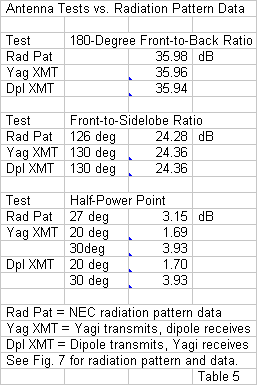 Antenna Tests vs. Radiation Pattern Data
Test 180-Degree Front-to-Back Ratio
Rad Pat 35.98 dB
Yag XMT 35.96
Dpl XMT 35.94
Test Front-to-Sidelobe Ratio
Rad Pat 126 deg 24.28 dB
Yag XMT 130 deg 24.36
Dpl XMT 130 deg 24.36
Test Half-Power Point
Rad Pat 27 deg 3.15 dB
Yag XMT 20 deg 1.69
30deg 3.93
Dpl XMT 20 deg 1.70
30 deg 3.93
Rad Pat = NEC radiation pattern data
Yag XMT = Yagi transmits, dipole receives
Dpl XMT = Dipole transmits, Yagi receives
See Fig. 7 for radiation pattern and data.
Table 5